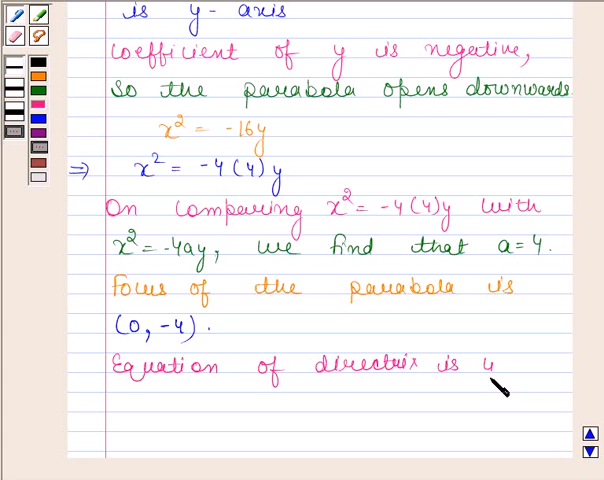 is y - axis
Coefficient of y is negative,
So the parabola opens downwards
x² = -16y
⇒ x² = -4(4)y
On comparing x² = -4(4)y with
x² = -4ay, we find that a=4.
Focus of the parabola is
(0, -4).
Equation of directrix is y